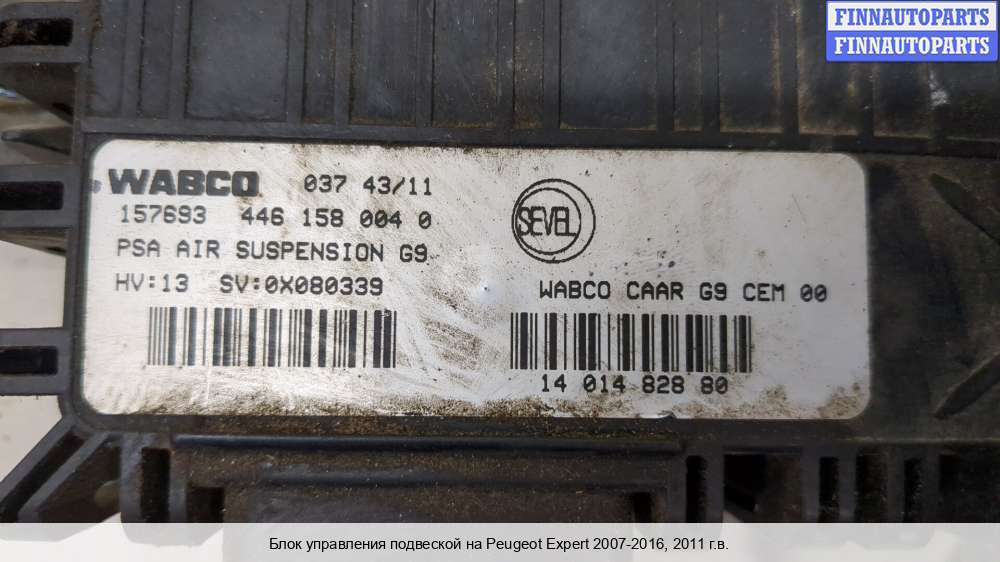 FINNAUTOPARTS
FINNAUTOPARTS
WABCO 037 43/11
157693 446 158 004 0
PSA AIR SUSPENSION G9
HV:13 SV:0X080339
SEVEL
WABCO CAAR G9 CEM 00
14 014 828 80
Блок управления подвеской на Peugeot Expert 2007-2016, 2011 г.в.